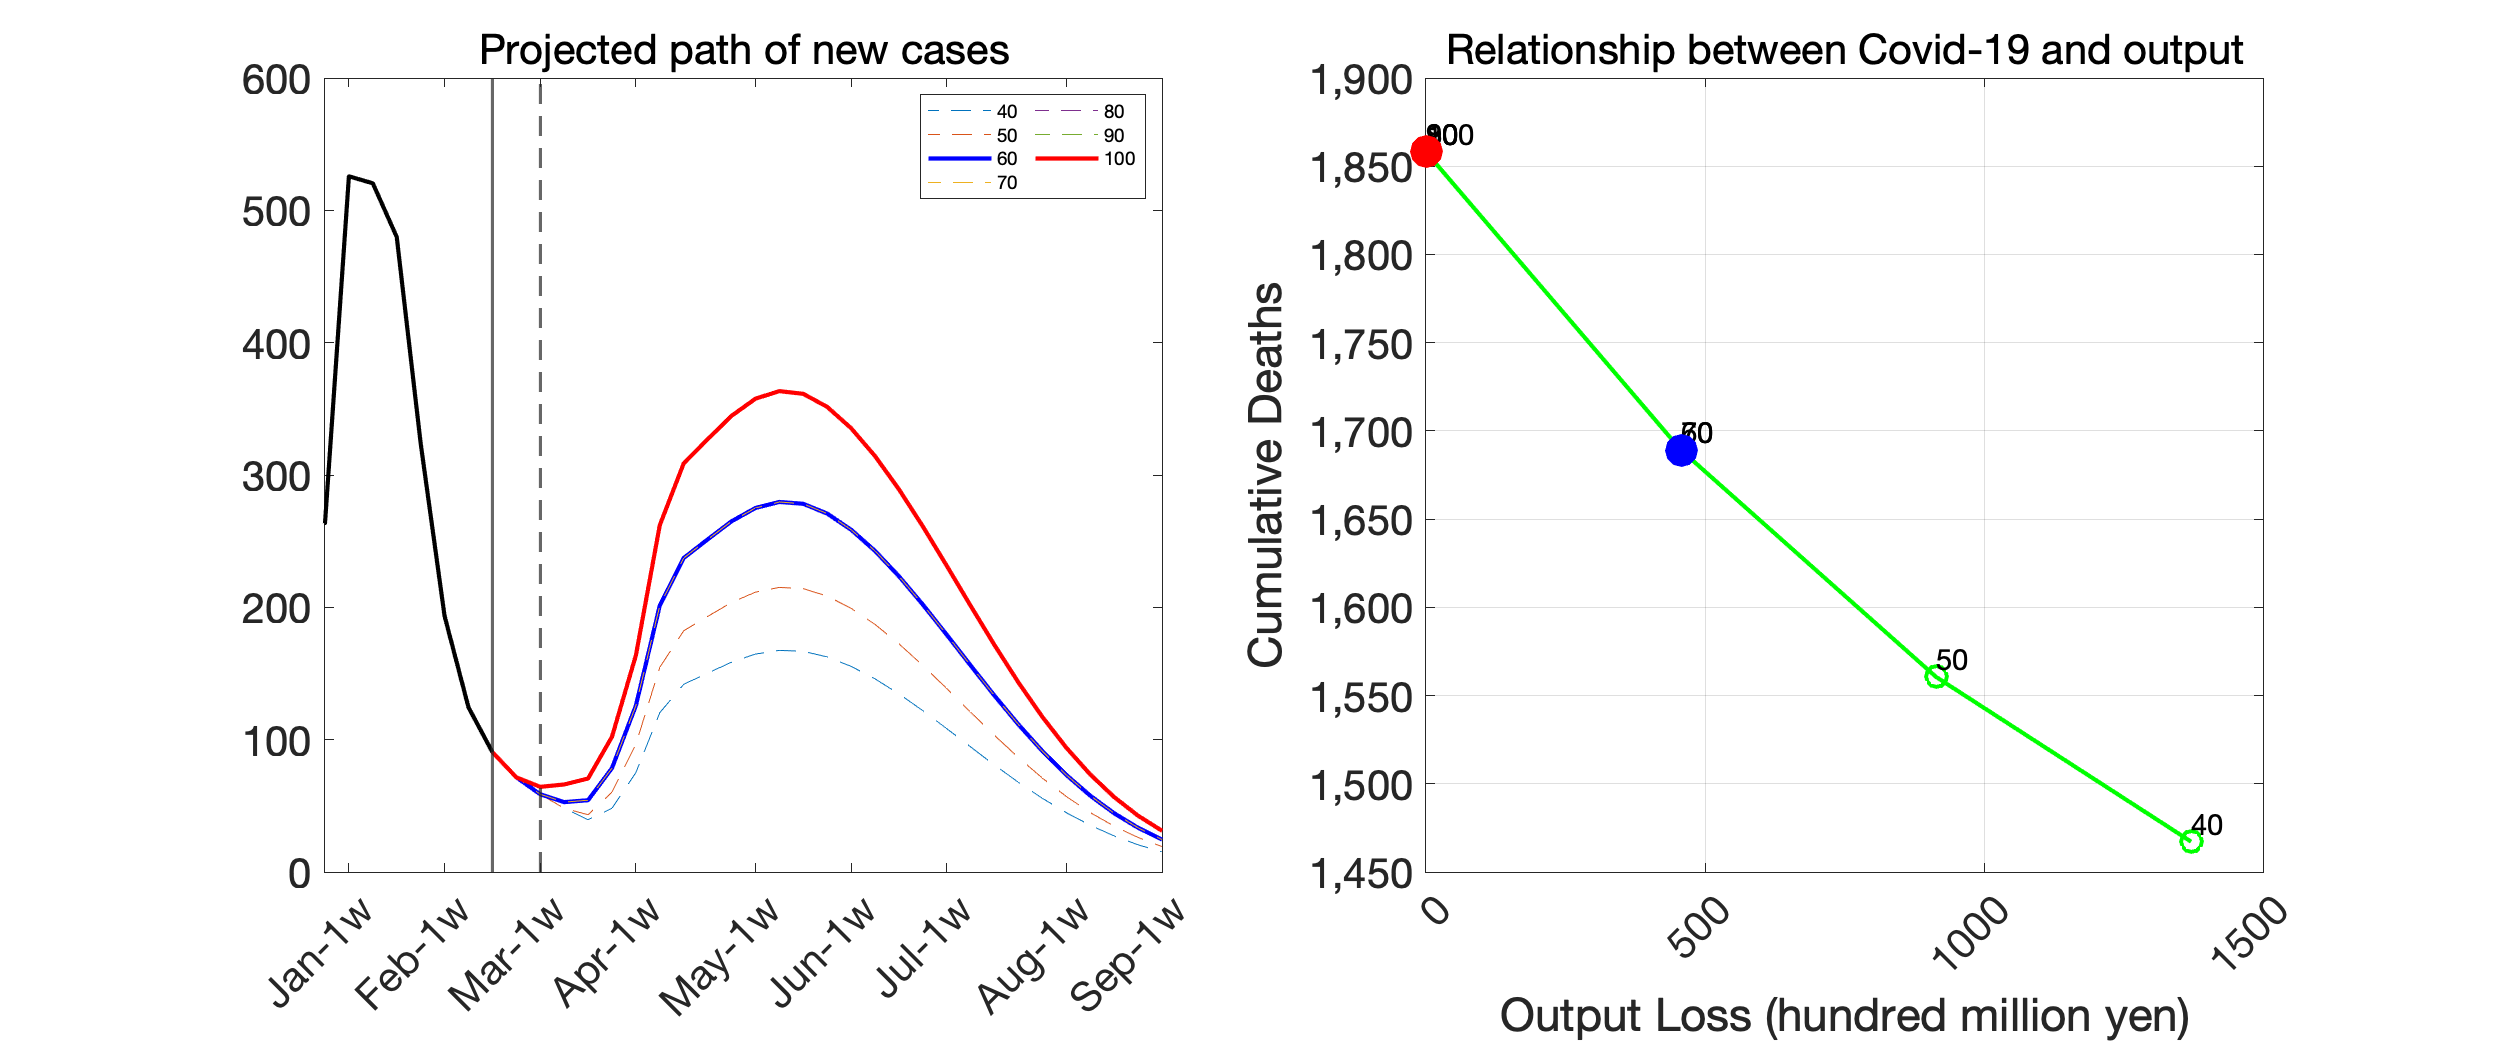 Projected path of new cases
600
500
400
300
200
100
0
40
50
60
70
80
90
100
Jan-1w
Feb-1w
Mar-1w
Apr-1w
May-1w
Jun-1w
Jul-1w
Aug-1w
Sep-1w
Relationship between Covid-19 and output
Cumulative Deaths
1,900
1,850
1,800
1,750
1,700
1,650
1,600
1,550
1,500
1,450
50
40
0
500
1000
1500
Output Loss (hundred million yen)